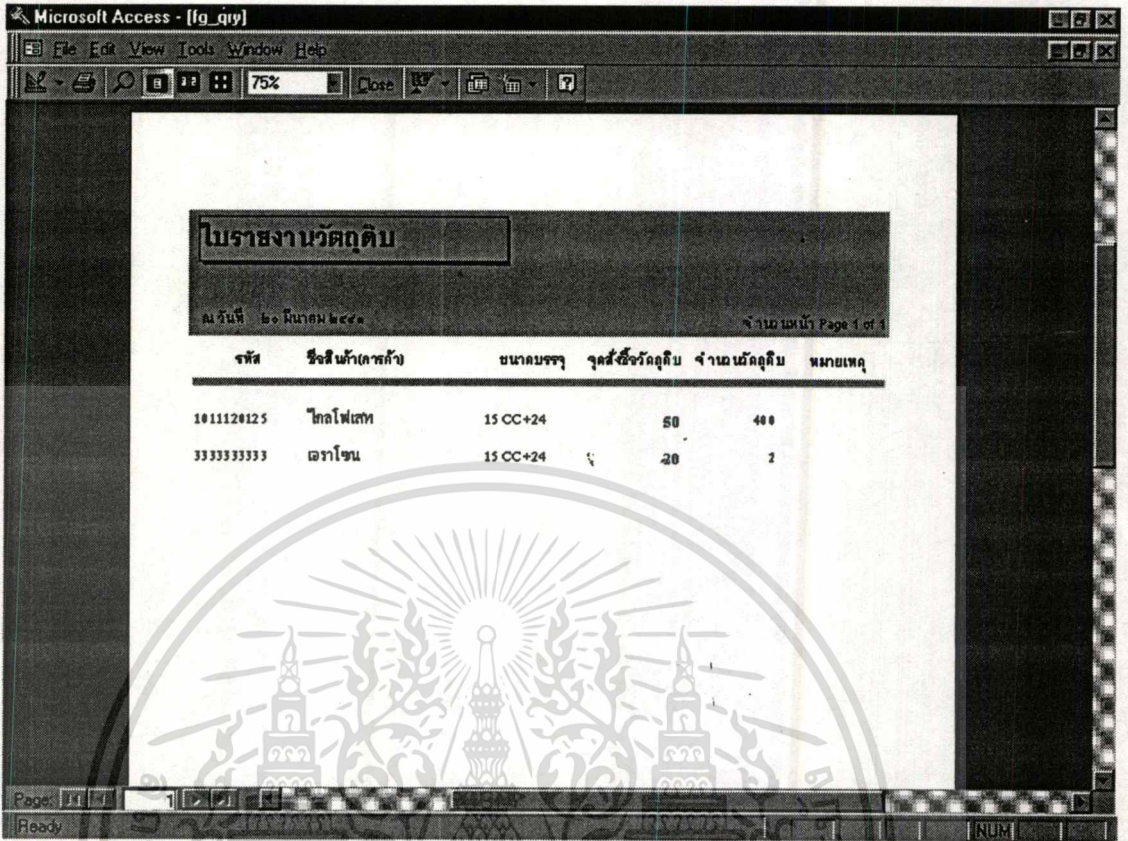 Microsoft Access - [fg_qry]
File Edit View Tools Window Help
75% Close
ใบรายงานวัตถุดิบ
ณ วันที่ ๒๐ มีนาคม ๒๕๔๑
จำนวนหน้า Page 1 of 1
รหัส ชื่อสินค้า(การค้า) ขนาดบรรจุ จุดสั่งซื้อวัตถุดิบ จำนวนวัตถุดิบ หมายเหตุ
1011120125 ไกลโฟเสท 15 CC+24 50 400
3333333333 เอราโซน 15 CC+24 20 2
Page: 1
Ready NUM